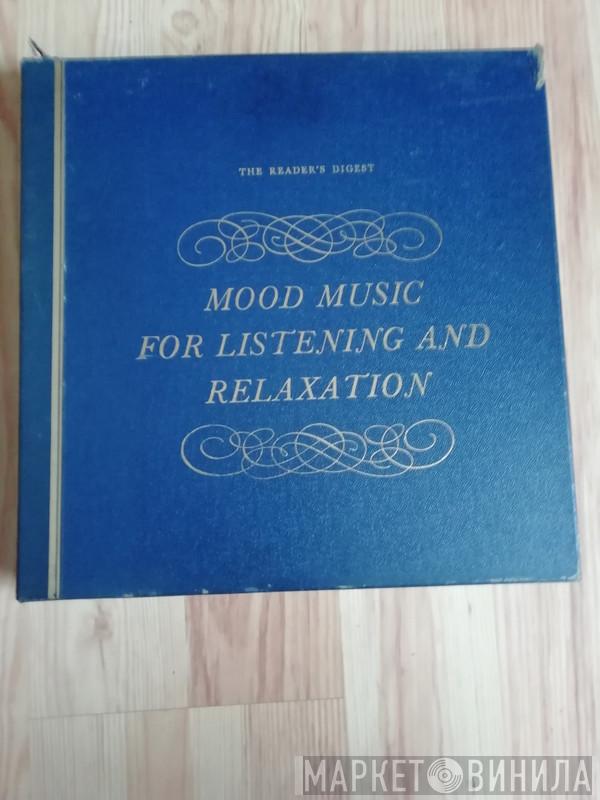 THE READER'S DIGEST
MOOD MUSIC
FOR LISTENING AND
RELAXATION
МАРКЕТ ВИНИЛА